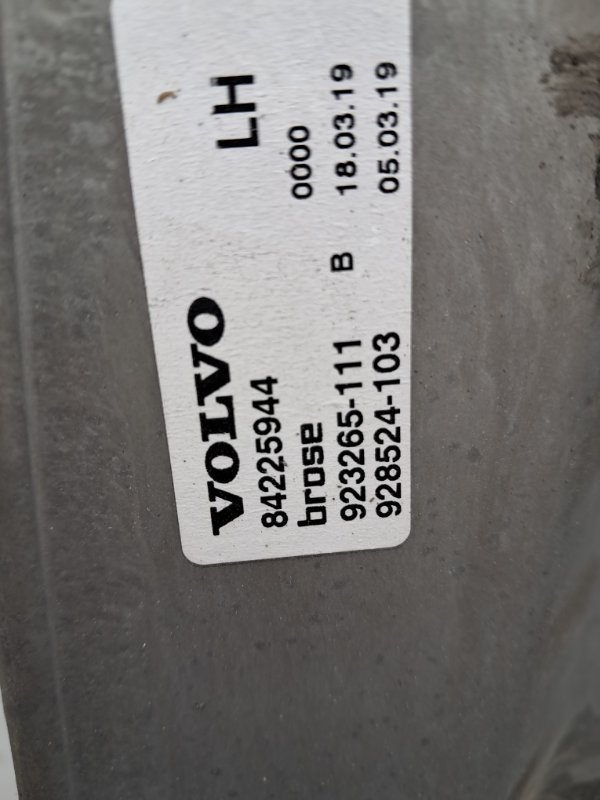 VOLVO LH
84225944
brose 0000
923265-111 B 18.03.19
928524-103 05.03.19